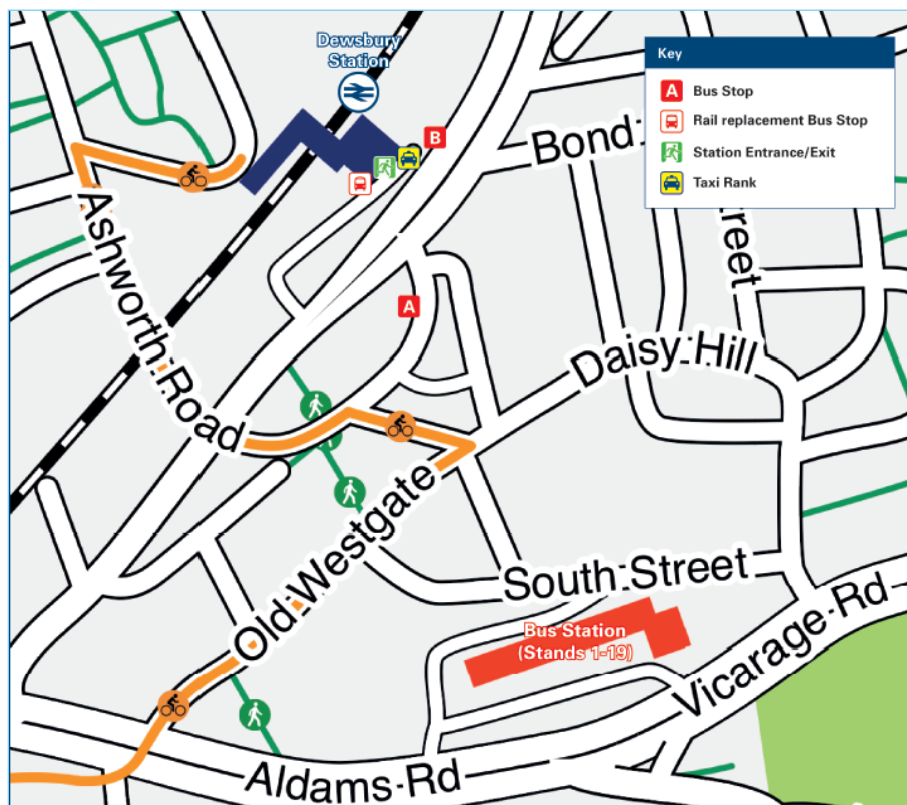 Dewsbury
Station
Key
A Bus Stop
Rail replacement Bus Stop
Station Entrance/Exit
Taxi Rank
B
Bond
treet
Ashworth Road
A
Daisy Hill
Old Westgate
South Street
Bus Station
(Stands 1-19)
Vicarage Rd
Aldams Rd